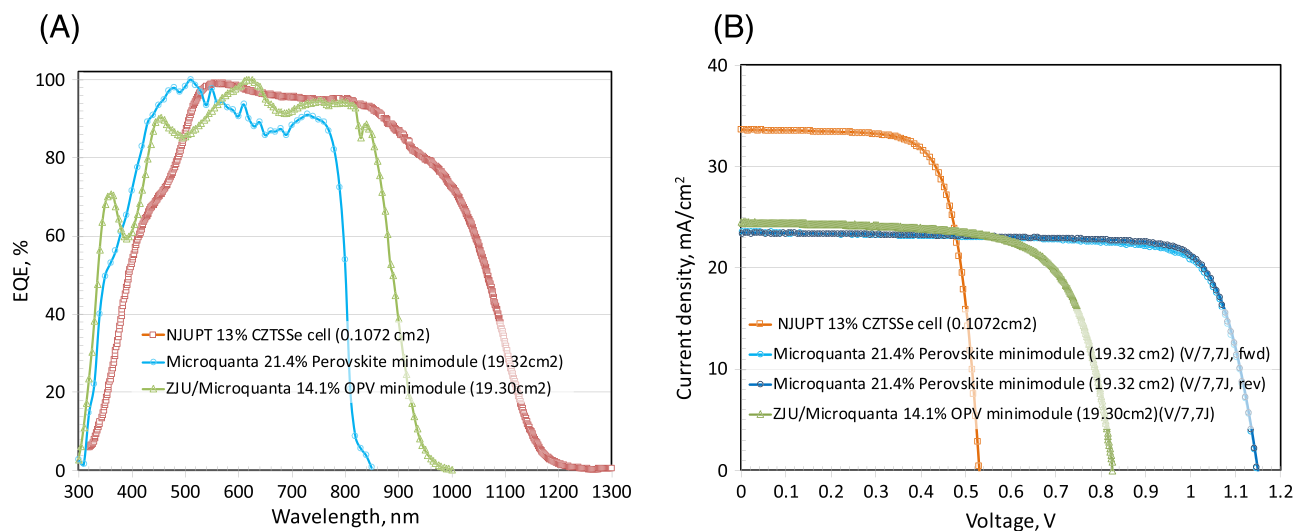 (A)
(B)
EQE, %
100
80
60
40
20
0
NJUPT 13% CZTSSe cell (0.1072 cm2)
Microquanta 21.4% Perovskite minimodule (19.32cm2)
ZJU/Microquanta 14.1% OPV minimodule (19.30cm2)
300 400 500 600 700 800 900 1000 1100 1200 1300
Wavelength, nm
Current density, mA/cm²
40
30
20
10
0
NJUPT 13% CZTSSe cell (0.1072cm2)
Microquanta 21.4% Perovskite minimodule (19.32 cm2) (V/7,7J, fwd)
Microquanta 21.4% Perovskite minimodule (19.32 cm2) (V/7,7J, rev)
ZJU/Microquanta 14.1% OPV minimodule (19.30cm2)(V/7,7J)
0 0.1 0.2 0.3 0.4 0.5 0.6 0.7 0.8 0.9 1 1.1 1.2
Voltage, V